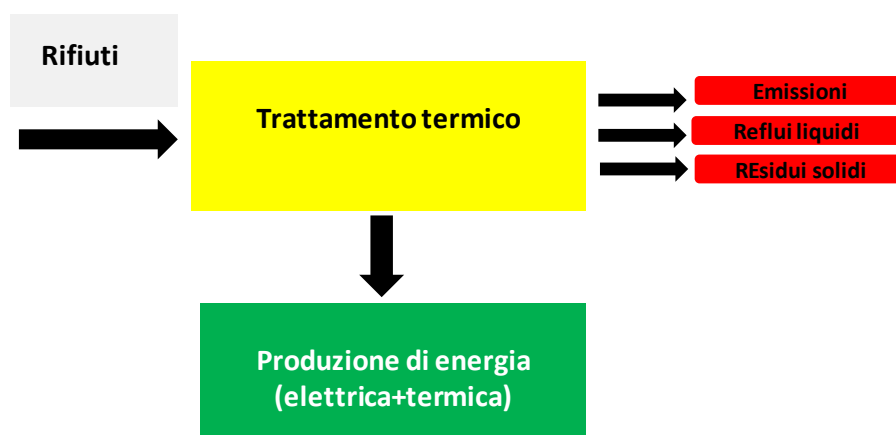 Rifiuti
Trattamento termico
Emissioni
Reflui liquidi
REsidui solidi
Produzione di energia
(elettrica+termica)